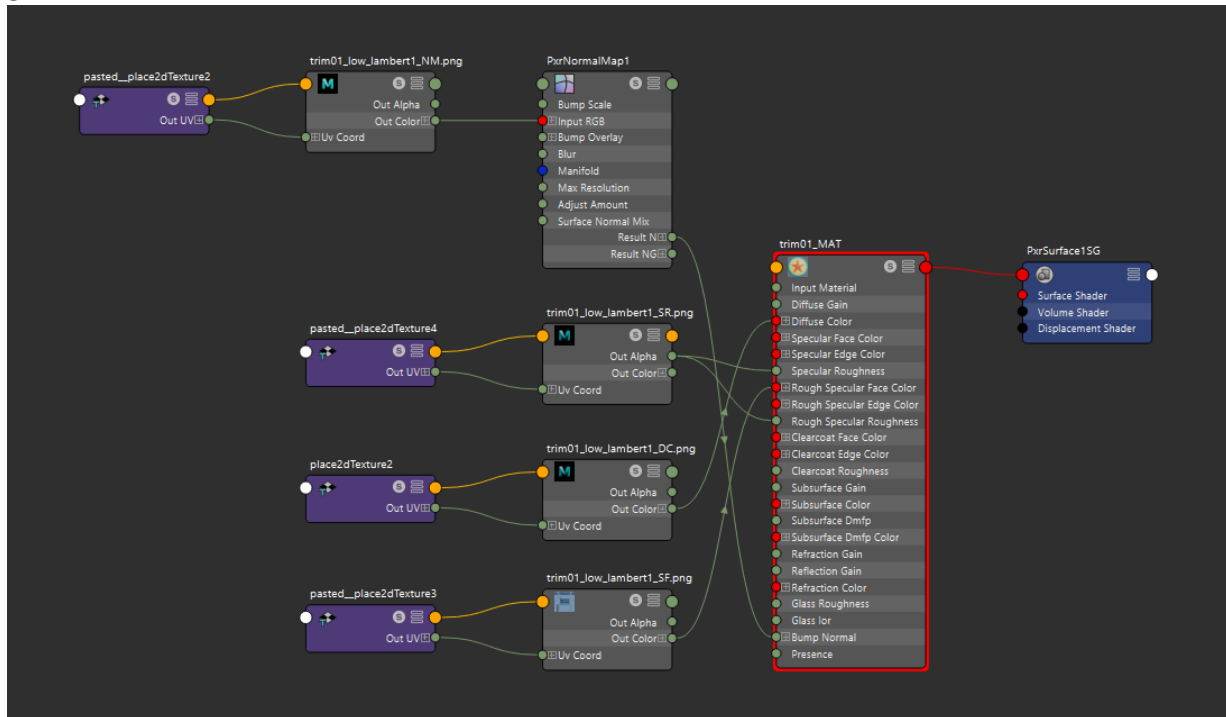 pasted__place2dTexture2
Out UV
trim01_low_lambert1_NM.png
Out Alpha
Out Color
Uv Coord
PxrNormalMap1
Bump Scale
Input RGB
Bump Overlay
Blur
Manifold
Max Resolution
Adjust Amount
Surface Normal Mix
Result N
Result NG
pasted__place2dTexture4
Out UV
trim01_low_lambert1_SR.png
Out Alpha
Out Color
Uv Coord
place2dTexture2
Out UV
trim01_low_lambert1_DC.png
Out Alpha
Out Color
Uv Coord
pasted__place2dTexture3
Out UV
trim01_low_lambert1_SF.png
Out Alpha
Out Color
Uv Coord
trim01_MAT
Input Material
Diffuse Gain
Diffuse Color
Specular Face Color
Specular Edge Color
Specular Roughness
Rough Specular Face Color
Rough Specular Edge Color
Rough Specular Roughness
Clearcoat Face Color
Clearcoat Edge Color
Clearcoat Roughness
Subsurface Gain
Subsurface Color
Subsurface Dmfp
Subsurface Dmfp Color
Refraction Gain
Reflection Gain
Refraction Color
Glass Roughness
Glass Ior
Bump Normal
Presence
PxrSurface1SG
Surface Shader
Volume Shader
Displacement Shader